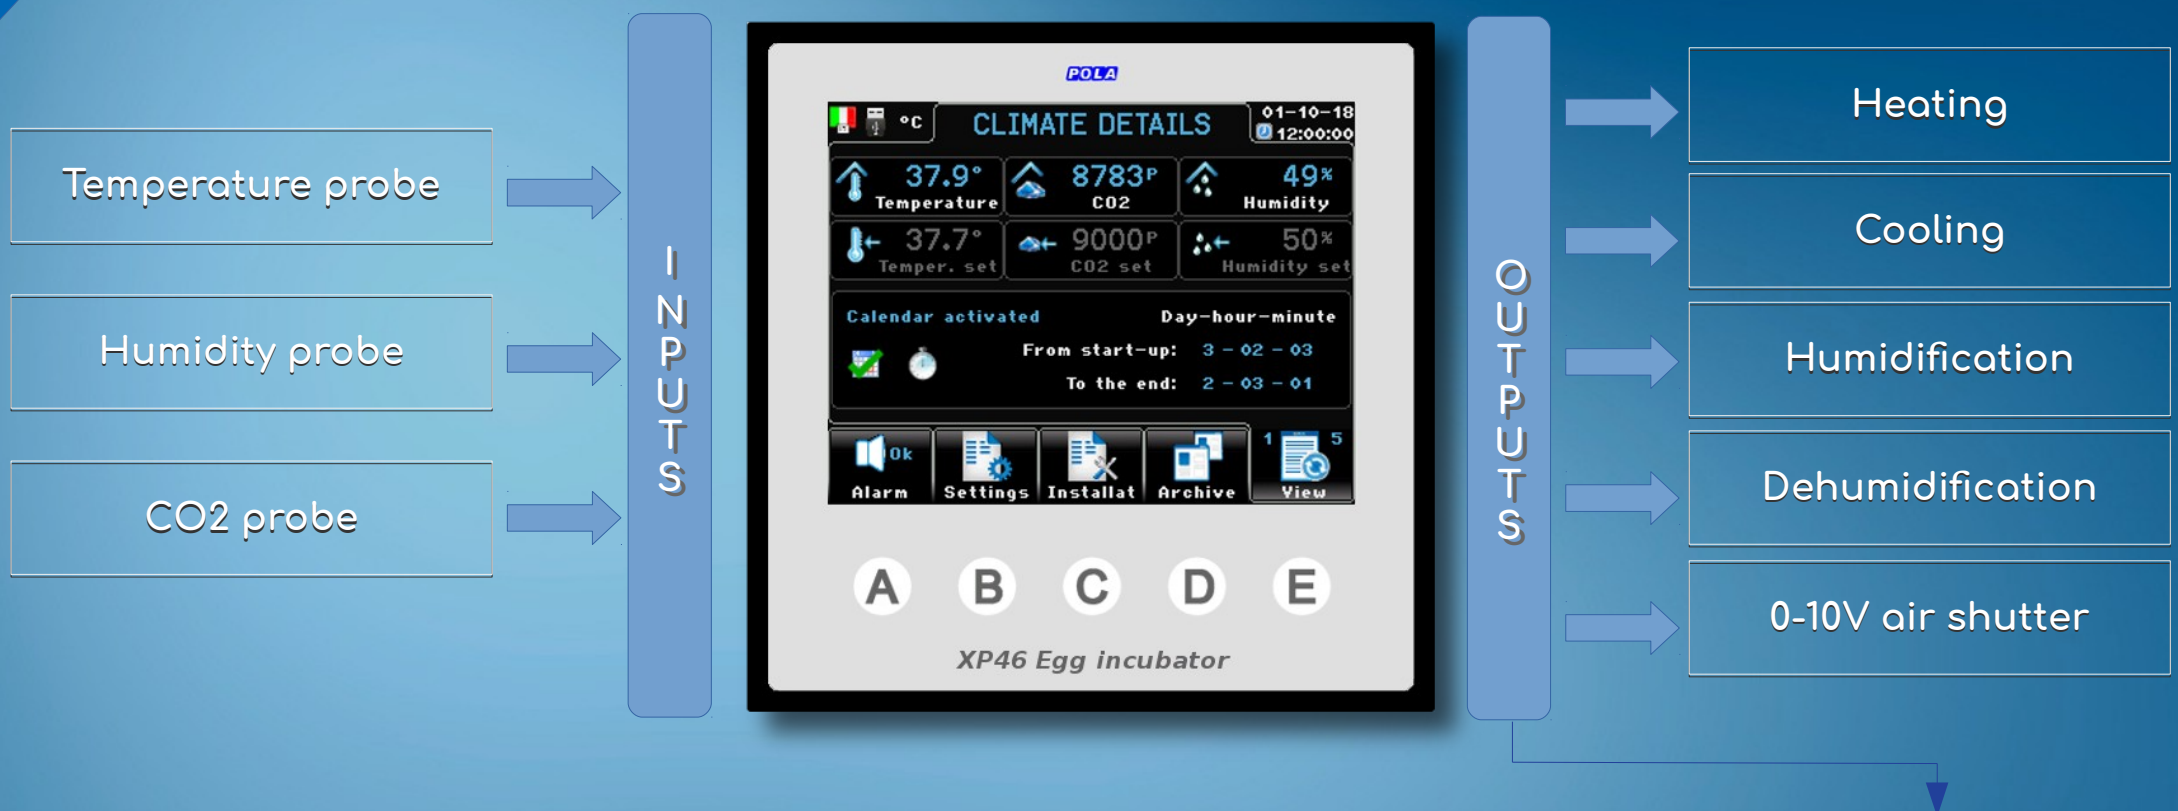 Temperature probe
Humidity probe
CO2 probe
INPUTS
POLA
°C
CLIMATE DETAILS
01-10-18
12:00:00
37.9°
Temperature
8783P
CO2
49%
Humidity
37.7°
Temper. set
9000P
CO2 set
50%
Humidity set
Calendar activated
Day-hour-minute
From start-up: 3 - 02 - 03
To the end: 2 - 03 - 01
Ok
Alarm
Settings
Installat
Archive
1 5
View
A B C D E
XP46 Egg incubator
OUTPUTS
Heating
Cooling
Humidification
Dehumidification
0-10V air shutter